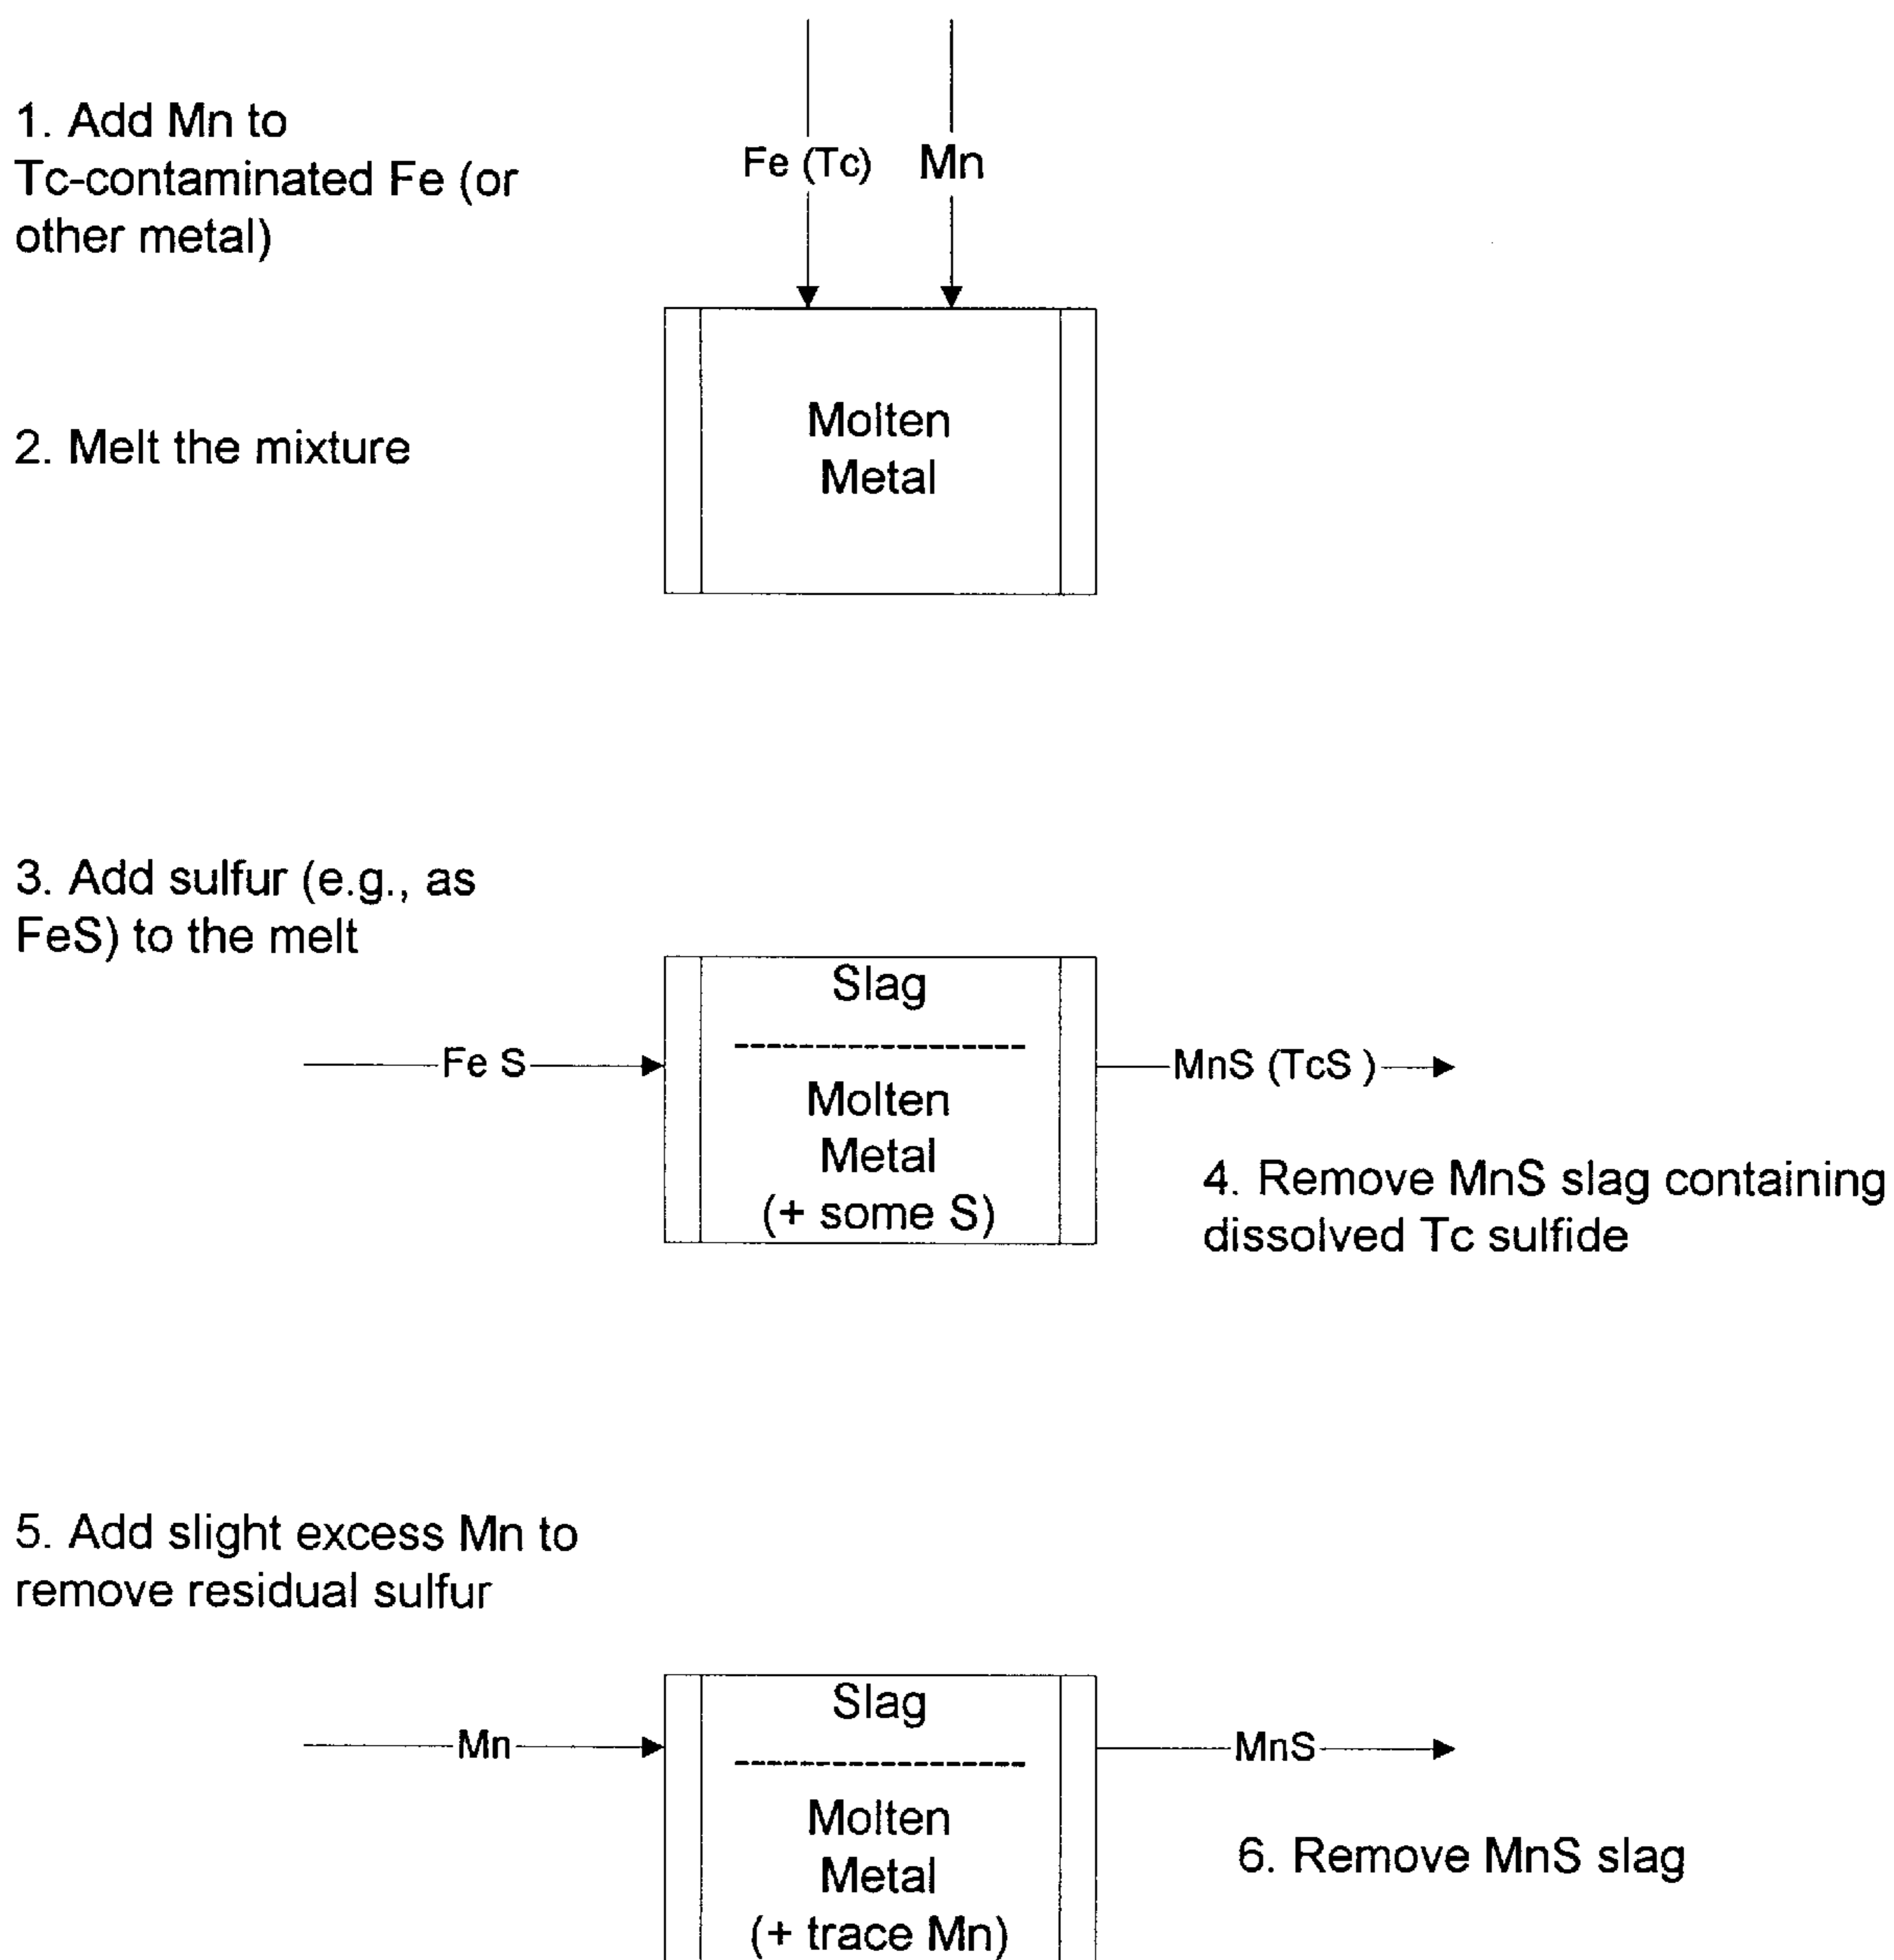 1. Add Mn to
Tc-contaminated Fe (or
other metal)
Fe (Tc)
Mn
2. Melt the mixture
Molten
Metal
3. Add sulfur (e.g., as
FeS) to the melt
Fe S
Slag
Molten
Metal
(+ some S)
MnS (TcS )
4. Remove MnS slag containing
dissolved Tc sulfide
5. Add slight excess Mn to
remove residual sulfur
Mn
Slag
Molten
Metal
(+ trace Mn)
MnS
6. Remove MnS slag